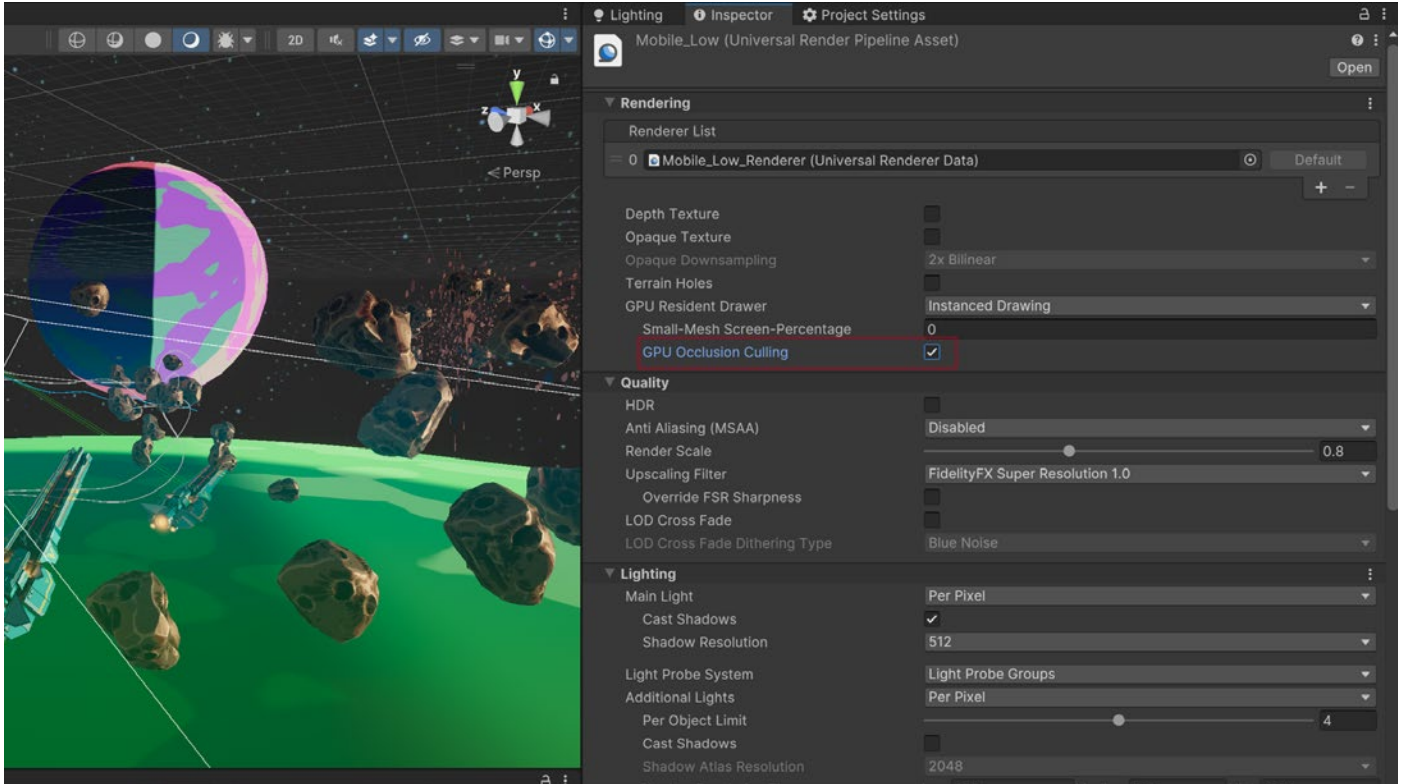 Lighting
Inspector
Project Settings
2D
Mobile_Low (Universal Render Pipeline Asset)
Open
y
z
x
Persp
Rendering
Renderer List
0 Mobile_Low_Renderer (Universal Renderer Data) Default
+ −
Depth Texture
Opaque Texture
Opaque Downsampling 2x Bilinear
Terrain Holes
GPU Resident Drawer Instanced Drawing
Small-Mesh Screen-Percentage 0
GPU Occlusion Culling
Quality
HDR
Anti Aliasing (MSAA) Disabled
Render Scale 0.8
Upscaling Filter FidelityFX Super Resolution 1.0
Override FSR Sharpness
LOD Cross Fade
LOD Cross Fade Dithering Type Blue Noise
Lighting
Main Light Per Pixel
Cast Shadows
Shadow Resolution 512
Light Probe System Light Probe Groups
Additional Lights Per Pixel
Per Object Limit 4
Cast Shadows
Shadow Atlas Resolution 2048